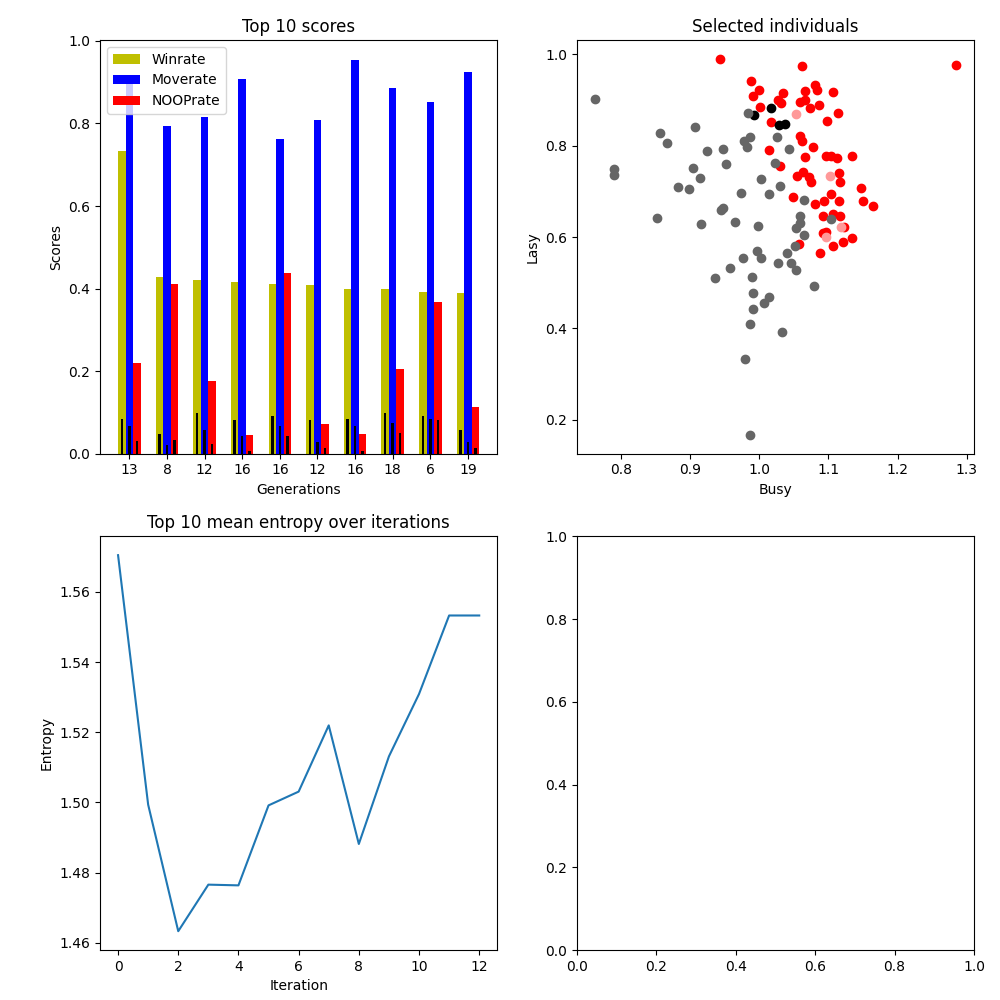 Top 10 scores
Winrate
Moverate
NOOPrate
1.0
0.8
0.6
0.4
0.2
0.0
Scores
13 8 12 16 16 12 16 18 6 19
Generations
Selected individuals
1.0
0.8
0.6
0.4
0.2
Lasy
0.8 0.9 1.0 1.1 1.2 1.3
Busy
Top 10 mean entropy over iterations
1.56
1.54
1.52
1.50
1.48
1.46
Entropy
0 2 4 6 8 10 12
Iteration
1.0
0.8
0.6
0.4
0.2
0.0
0.0 0.2 0.4 0.6 0.8 1.0